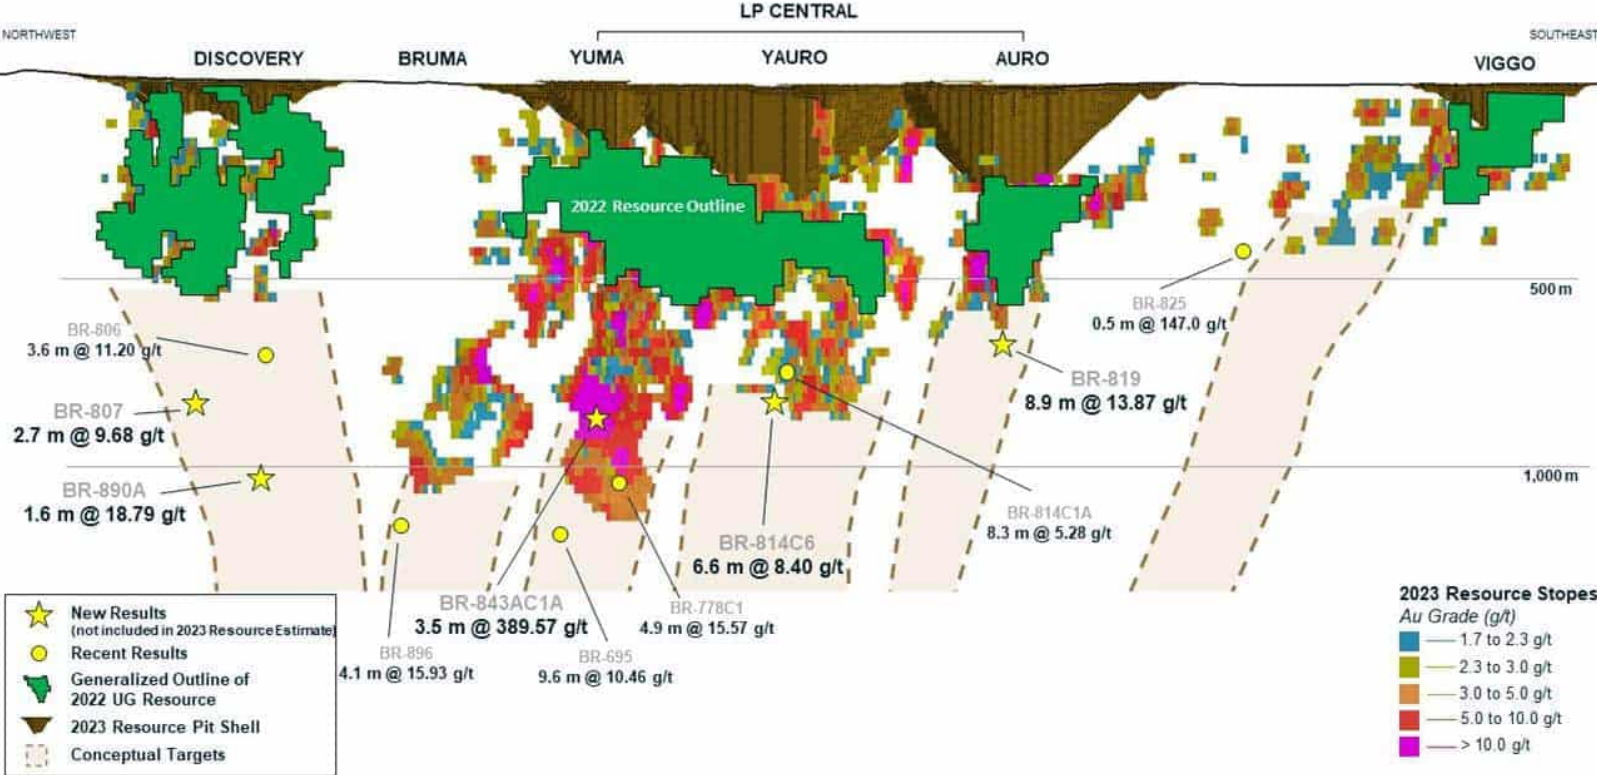 LP CENTRAL
NORTHWEST
SOUTHEAST
DISCOVERY
BRUMA
YUMA
YAURO
AURO
VIGGO
2022 Resource Outline
500 m
BR-825
0.5 m @ 147.0 g/t
BR-806
3.6 m @ 11.20 g/t
BR-819
8.9 m @ 13.87 g/t
BR-807
2.7 m @ 9.68 g/t
1,000 m
BR-890A
1.6 m @ 18.79 g/t
BR-814C1A
8.3 m @ 5.28 g/t
BR-814C6
6.6 m @ 8.40 g/t
BR-843AC1A
3.5 m @ 389.57 g/t
BR-778C1
4.9 m @ 15.57 g/t
BR-896
4.1 m @ 15.93 g/t
BR-695
9.6 m @ 10.46 g/t
New Results
(not included in 2023 Resource Estimate)
Recent Results
Generalized Outline of
2022 UG Resource
2023 Resource Pit Shell
Conceptual Targets
2023 Resource Stopes
Au Grade (g/t)
1.7 to 2.3 g/t
2.3 to 3.0 g/t
3.0 to 5.0 g/t
5.0 to 10.0 g/t
> 10.0 g/t